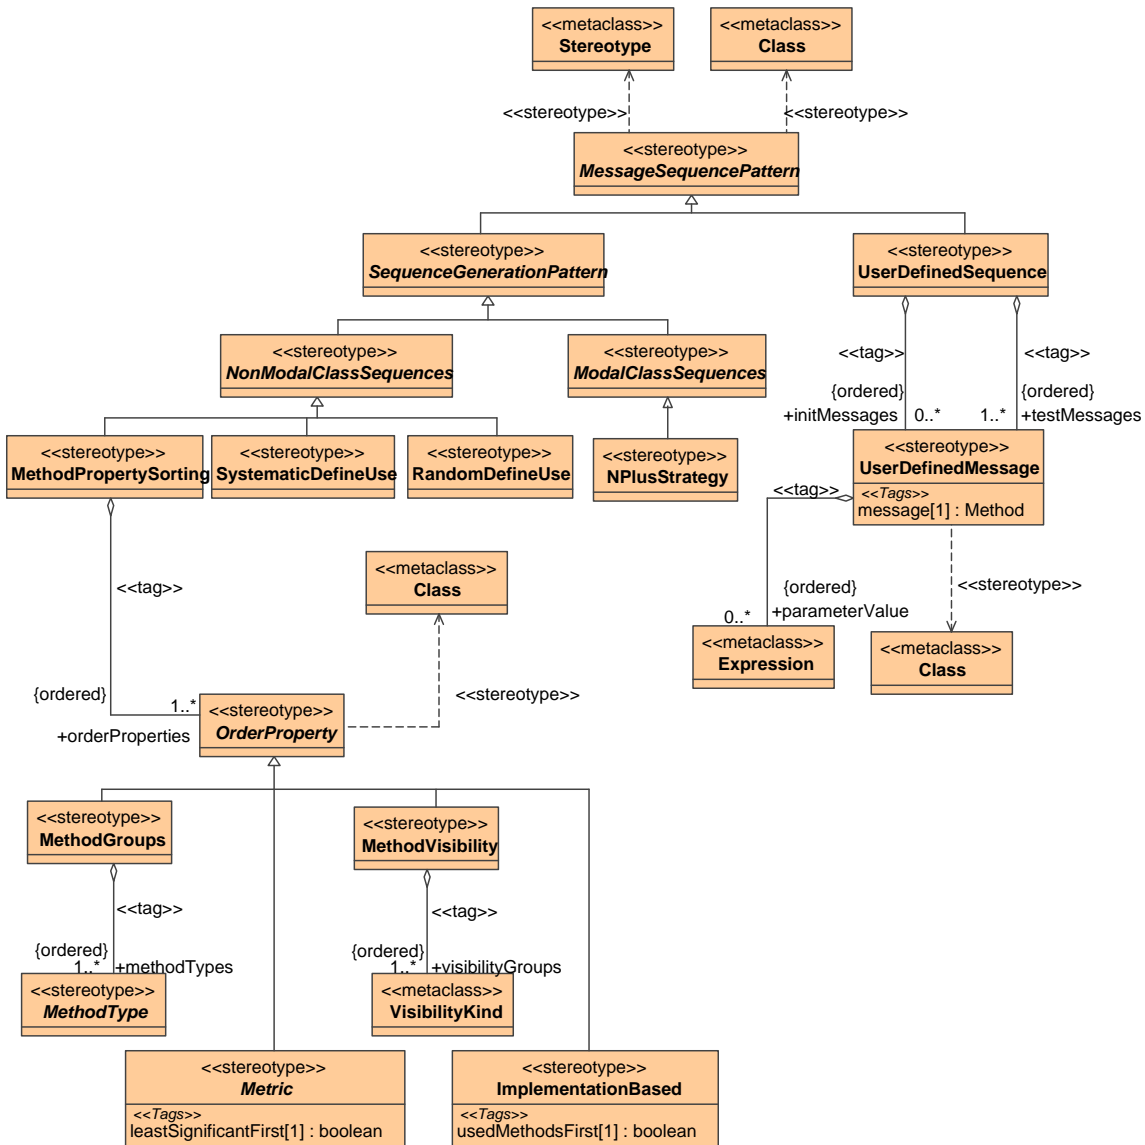 <<metaclass>>
Stereotype
<<metaclass>>
Class
<<stereotype>>
<<stereotype>>
<<stereotype>>
MessageSequencePattern
<<stereotype>>
SequenceGenerationPattern
<<stereotype>>
UserDefinedSequence
<<stereotype>>
NonModalClassSequences
<<stereotype>>
ModalClassSequences
<<tag>>
<<tag>>
{ordered}
+initMessages
0..*
1..*
{ordered}
+testMessages
<<stereotype>>
MethodPropertySorting
<<stereotype>>
SystematicDefineUse
<<stereotype>>
RandomDefineUse
<<stereotype>>
NPlusStrategy
<<stereotype>>
UserDefinedMessage
<<Tags>>
message[1] : Method
<<tag>>
<<tag>>
<<metaclass>>
Class
<<stereotype>>
{ordered}
0..*
+parameterValue
<<metaclass>>
Expression
<<metaclass>>
Class
{ordered}
1..*
+orderProperties
<<stereotype>>
OrderProperty
<<stereotype>>
<<stereotype>>
MethodGroups
<<stereotype>>
MethodVisibility
<<tag>>
<<tag>>
{ordered}
1..*
+methodTypes
{ordered}
1..*
+visibilityGroups
<<stereotype>>
MethodType
<<metaclass>>
VisibilityKind
<<stereotype>>
Metric
<<Tags>>
leastSignificantFirst[1] : boolean
<<stereotype>>
ImplementationBased
<<Tags>>
usedMethodsFirst[1] : boolean